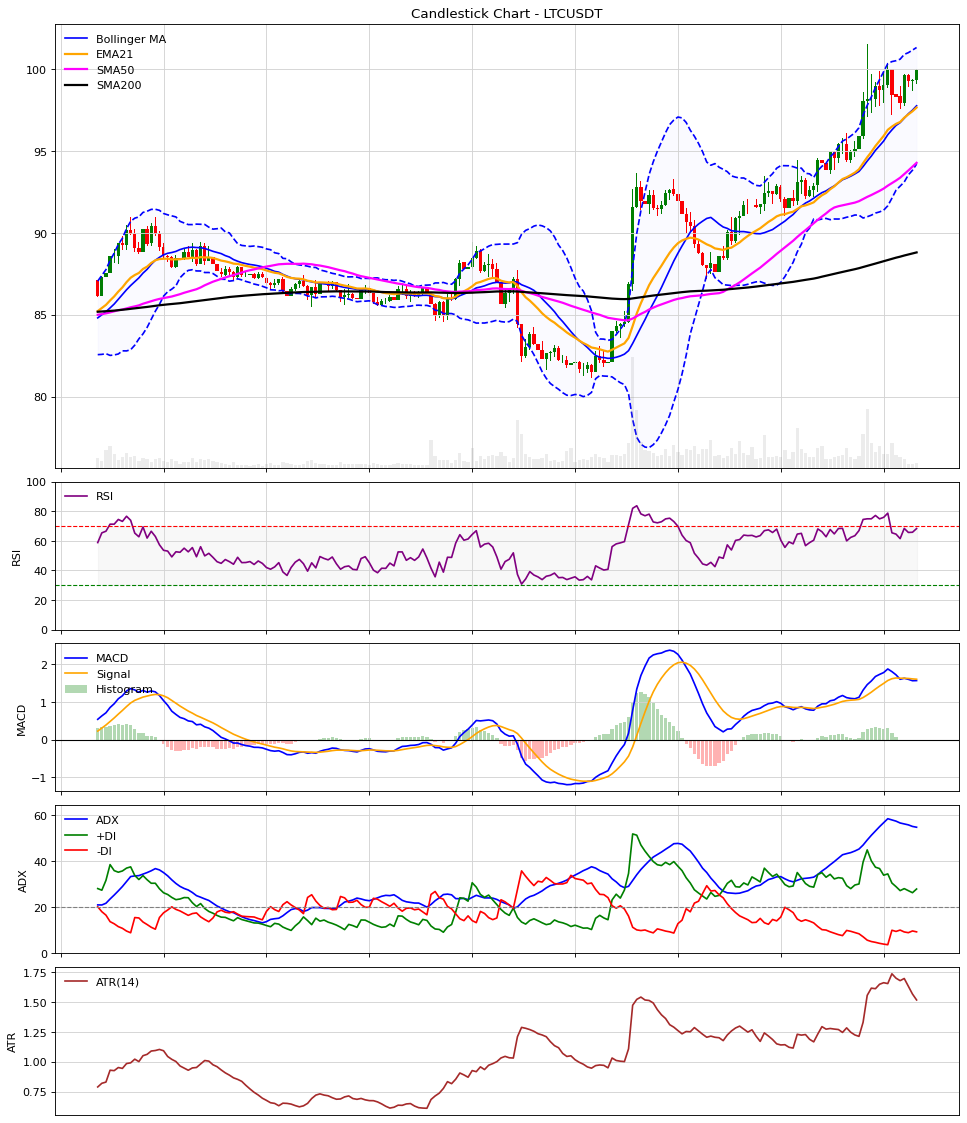 Candlestick Chart - LTCUSDT
Bollinger MA
EMA21
SMA50
SMA200
100
95
90
85
80
RSI
RSI
100
80
60
40
20
0
MACD
Signal
Histogram
MACD
2
1
0
−1
ADX
+DI
-DI
ADX
60
40
20
0
ATR(14)
ATR
1.75
1.50
1.25
1.00
0.75